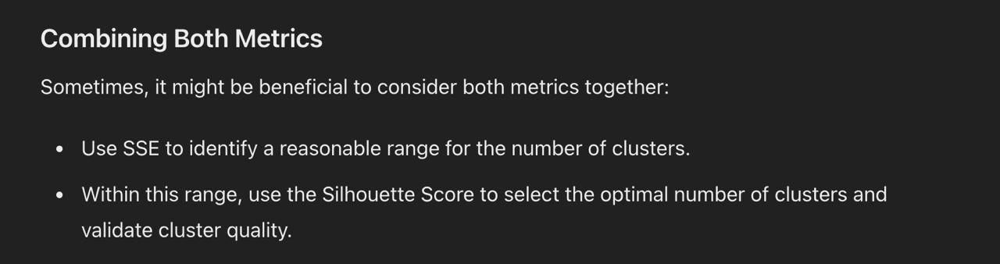 Combining Both Metrics
Sometimes, it might be beneficial to consider both metrics together:
• Use SSE to identify a reasonable range for the number of clusters.
• Within this range, use the Silhouette Score to select the optimal number of clusters and
validate cluster quality.